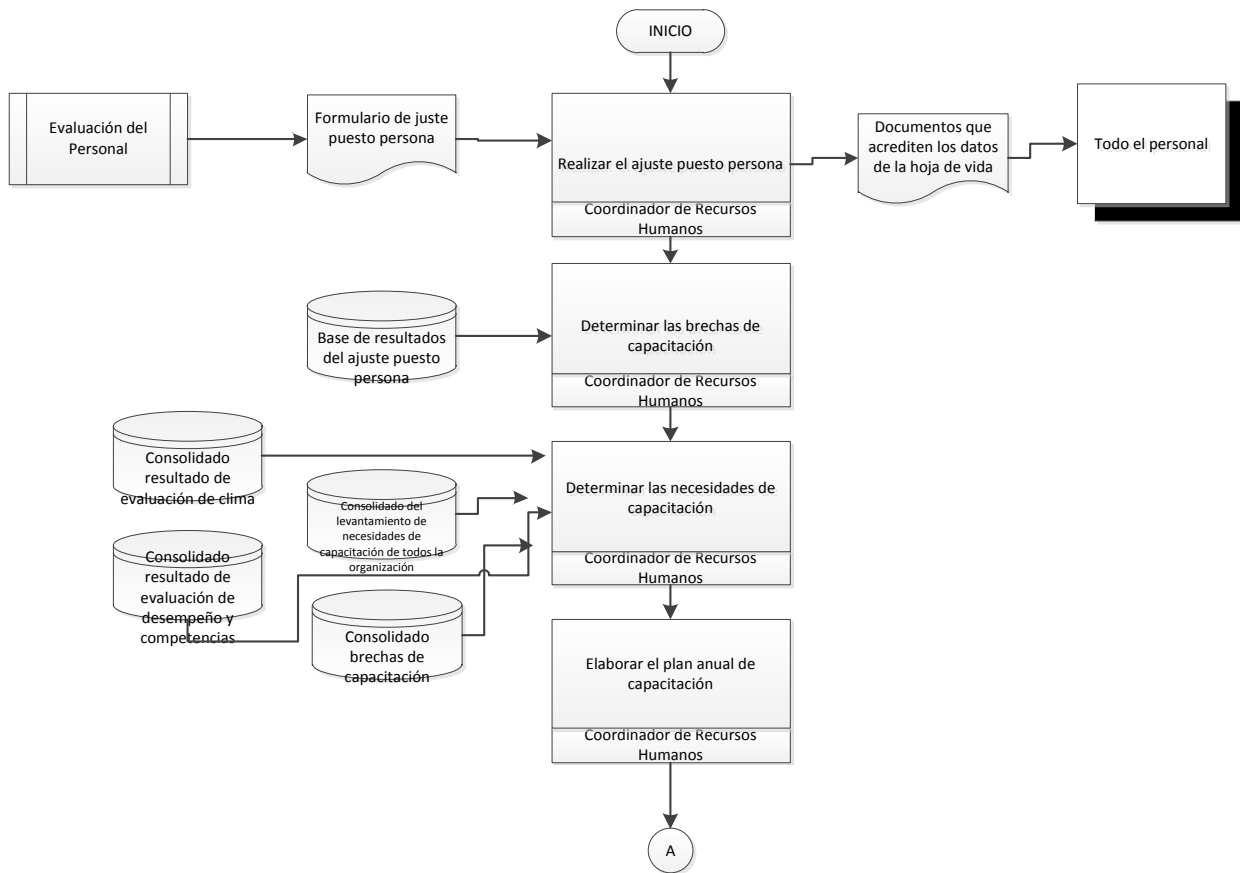 INICIO
Evaluación del
Personal
Formulario de juste
puesto persona
Realizar el ajuste puesto persona
Coordinador de Recursos
Humanos
Documentos que
acrediten los datos
de la hoja de vida
Todo el personal
Base de resultados
del ajuste puesto
persona
Determinar las brechas de
capacitación
Coordinador de Recursos
Humanos
Consolidado
resultado de
evaluación de clima
Consolidado del
levantamiento de
necesidades de
capacitación de todos la
organización
Determinar las necesidades de
capacitación
Coordinador de Recursos
Humanos
Consolidado
resultado de
evaluación de
desempeño y
competencias
Consolidado
brechas de
capacitación
Elaborar el plan anual de
capacitación
Coordinador de Recursos
Humanos
A